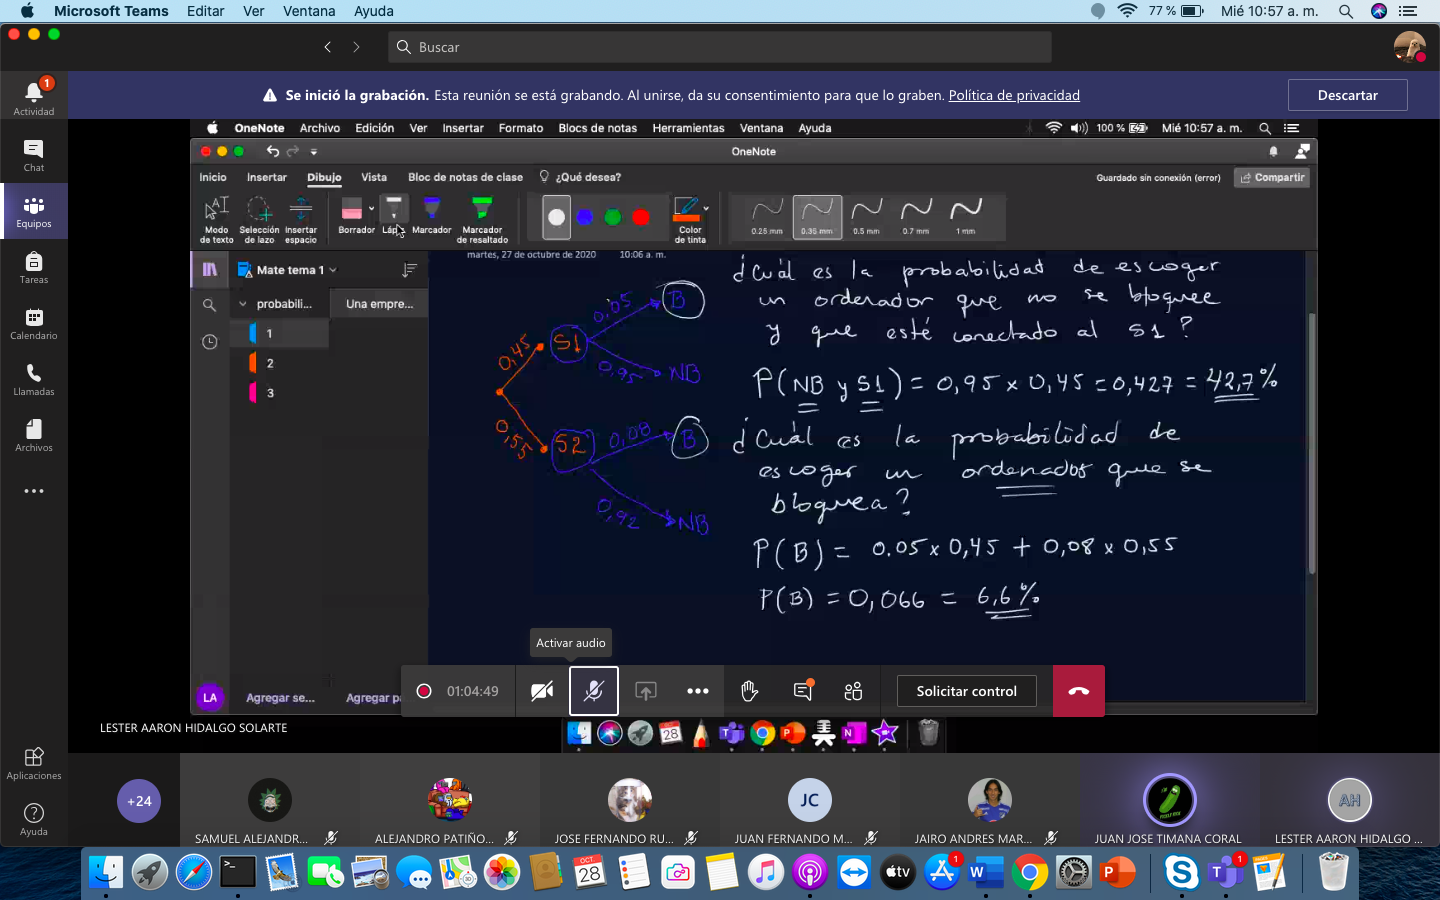 Microsoft Teams Editar Ver Ventana Ayuda 77 % Mié 10:57 a. m.
Buscar
1
Actividad
Chat
Equipos
Tareas
Calendario
Llamadas
Archivos
Aplicaciones
Ayuda
Se inició la grabación. Esta reunión se está grabando. Al unirse, da su consentimiento para que lo graben. Política de privacidad
Descartar
OneNote Archivo Edición Ver Insertar Formato Blocs de notas Herramientas Ventana Ayuda 100 % Mié 10:57 a. m.
OneNote
Inicio Insertar Dibujo Vista Bloc de notas de clase ¿Qué desea? Guardado sin conexión (error) Compartir
Modo de texto
Selección de lazo
Insertar espacio
Borrador
Marcador
Marcador de resaltado
Color de tinta
0.25 mm 0.35 mm 0.5 mm 0.7 mm 1 mm
Mate tema 1
probabili... Una empre...
1
2
3
martes, 27 de octubre de 2020 10:06 a. m.
0,45 S1 0,05 B
0,95 NB
0,55 S2 0,08 B
0,92 NB
¿Cuál es la probabilidad de escoger
un ordenador que no se bloquee
y que esté conectado al S1?
P(NB y S1) = 0,95 x 0,45 = 0,427 = 42,7%
¿Cuál es la probabilidad de
escoger un ordenador que se
bloquea?
P(B) = 0.05 x 0,45 + 0,08 x 0,55
P(B) = 0,066 = 6,6%
LA
Agregar se... Agregar pá
Activar audio
01:04:49
Solicitar control
LESTER AARON HIDALGO SOLARTE
28
+24
SAMUEL ALEJANDR...
ALEJANDRO PATIÑO...
JOSE FERNANDO RU...
JC
JUAN FERNANDO M...
JAIRO ANDRES MAR...
JUAN JOSE TIMANA CORAL
AH
LESTER AARON HIDALGO ...
OCT. 28
tv
1
1